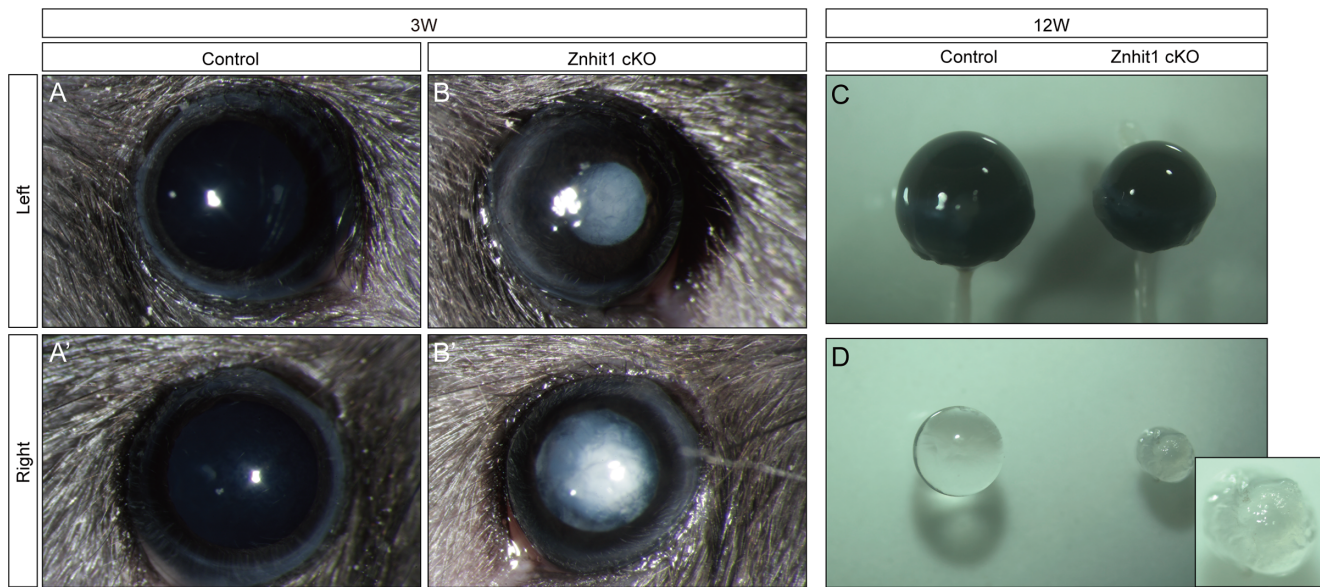 3W
12W
Control
Znhit1 cKO
Control
Znhit1 cKO
Left
A
B
C
Right
A’
B’
D